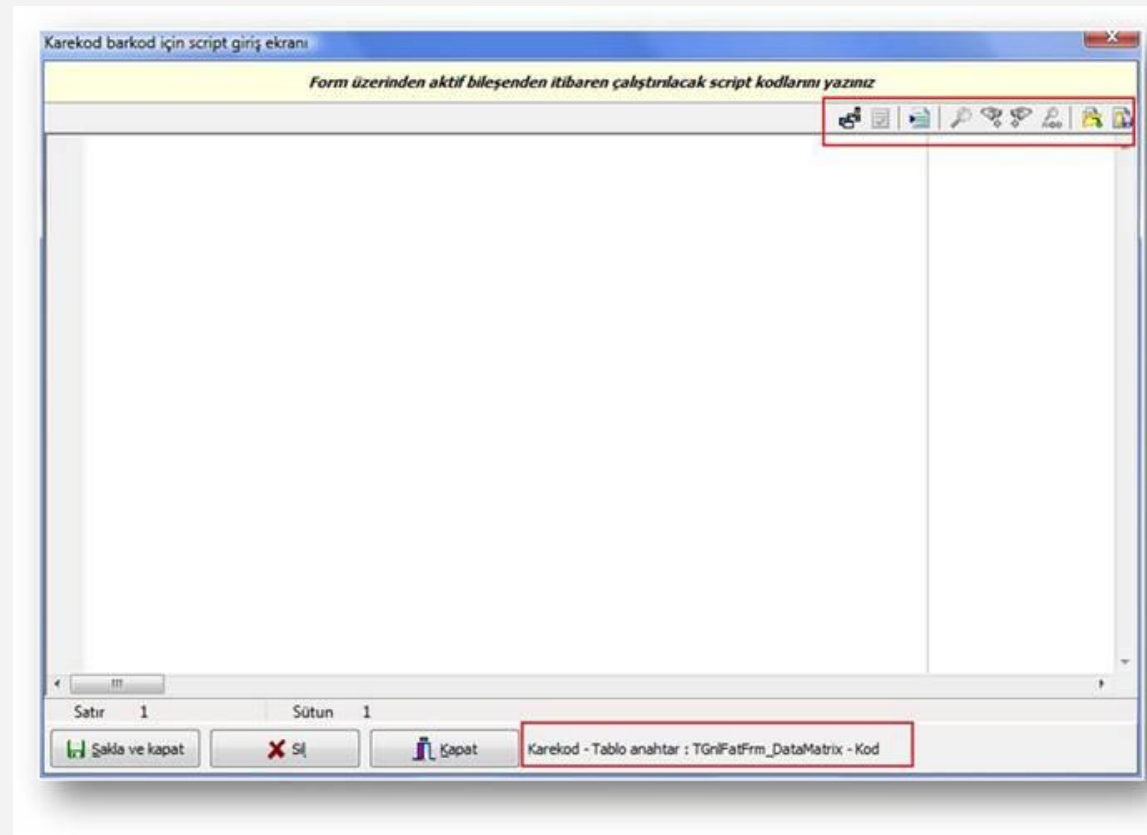 Karekod barkod için script giriş ekranı
Form üzerinden aktif bileşenden itibaren çalıştırılacak script kodlarını yazınız
Satır 1 Sütun 1
Şakla ve kapat Sil Kapat Karekod - Tablo anahtar : TGnlFatFrm_DataMatrix - Kod